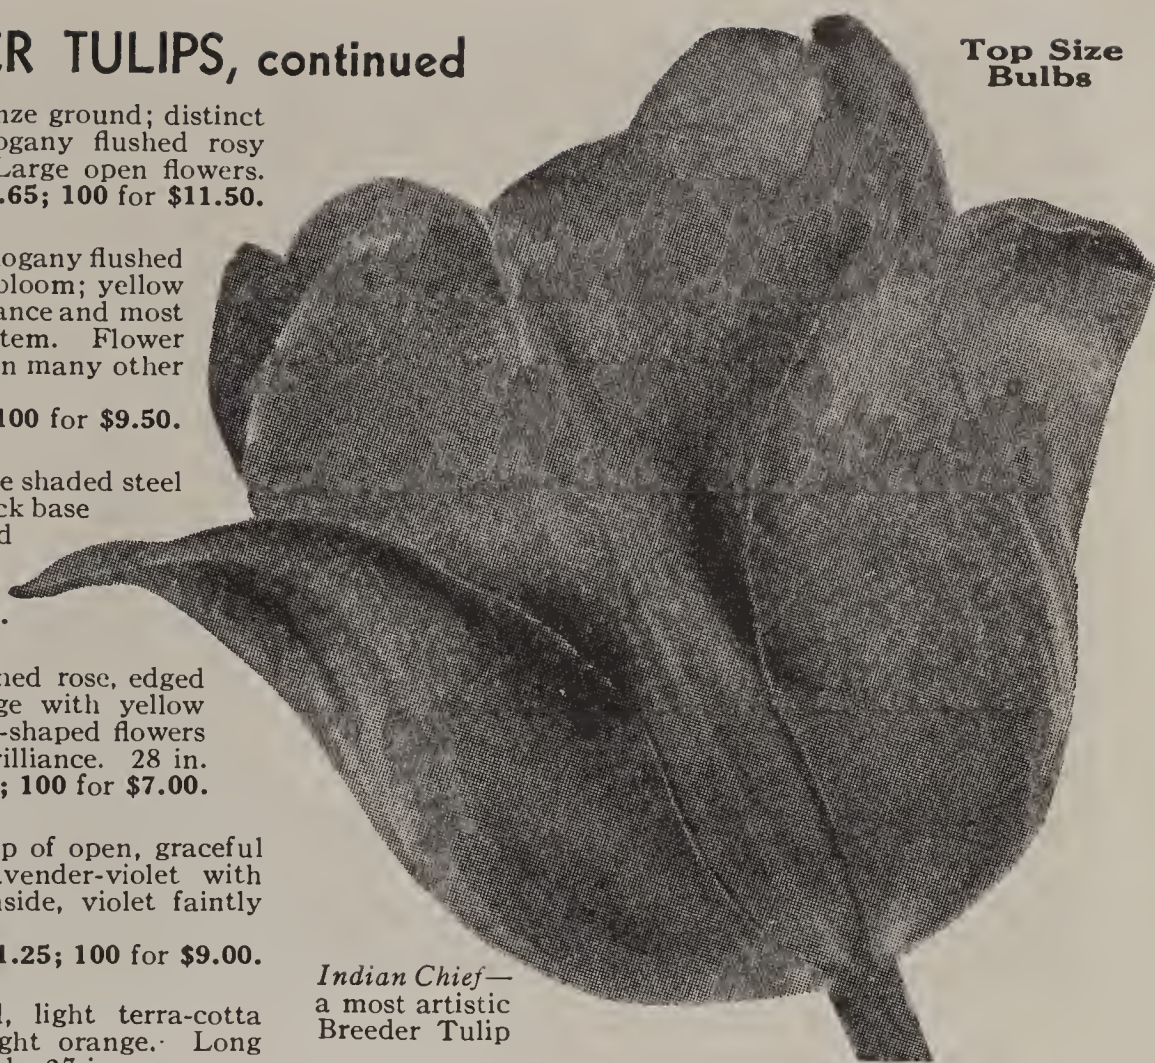 ER TULIPS, continued
Top Size
Bulbs
nze ground; distinct
ogany flushed rosy
Large open flowers.
.65; 100 for $11.50.
ogany flushed
bloom; yellow
ance and most
tem. Flower
n many other
100 for $9.50.
e shaded steel
ck base
d
.
ned rose, edged
ge with yellow
-shaped flowers
rilliance. 28 in.
; 100 for $7.00.
p of open, graceful
avender-violet with
nside, violet faintly
1.25; 100 for $9.00.
l, light terra-cotta
ght orange. Long
Indian Chief—
a most artistic
Breeder Tulip